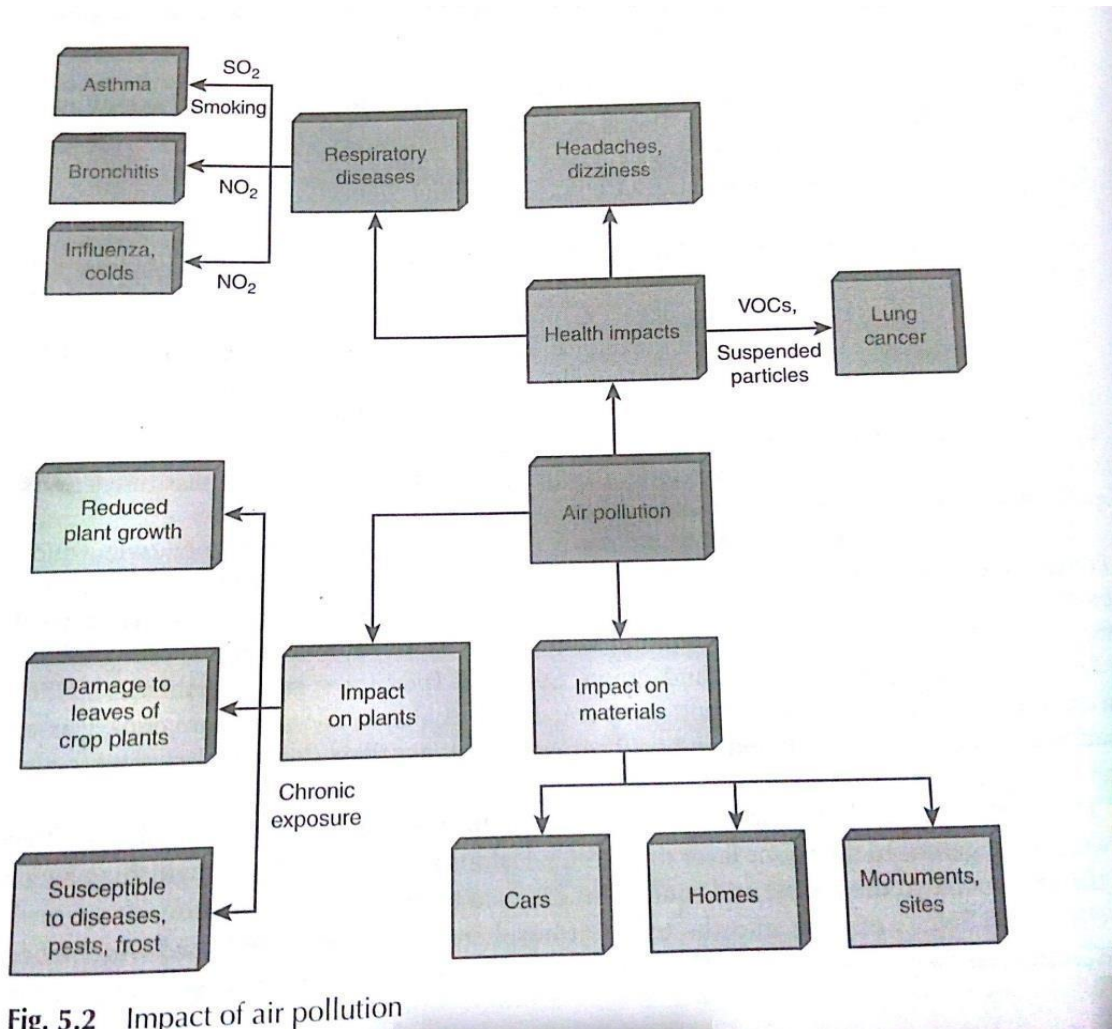 Asthma
SO₂
Smoking
Bronchitis
NO₂
Influenza,
colds
NO₂
Respiratory
diseases
Headaches,
dizziness
Health impacts
VOCs,
Suspended
particles
Lung
cancer
Air pollution
Reduced
plant growth
Damage to
leaves of
crop plants
Susceptible
to diseases,
pests, frost
Chronic
exposure
Impact
on plants
Impact on
materials
Cars
Homes
Monuments,
sites
Fig. 5.2 Impact of air pollution